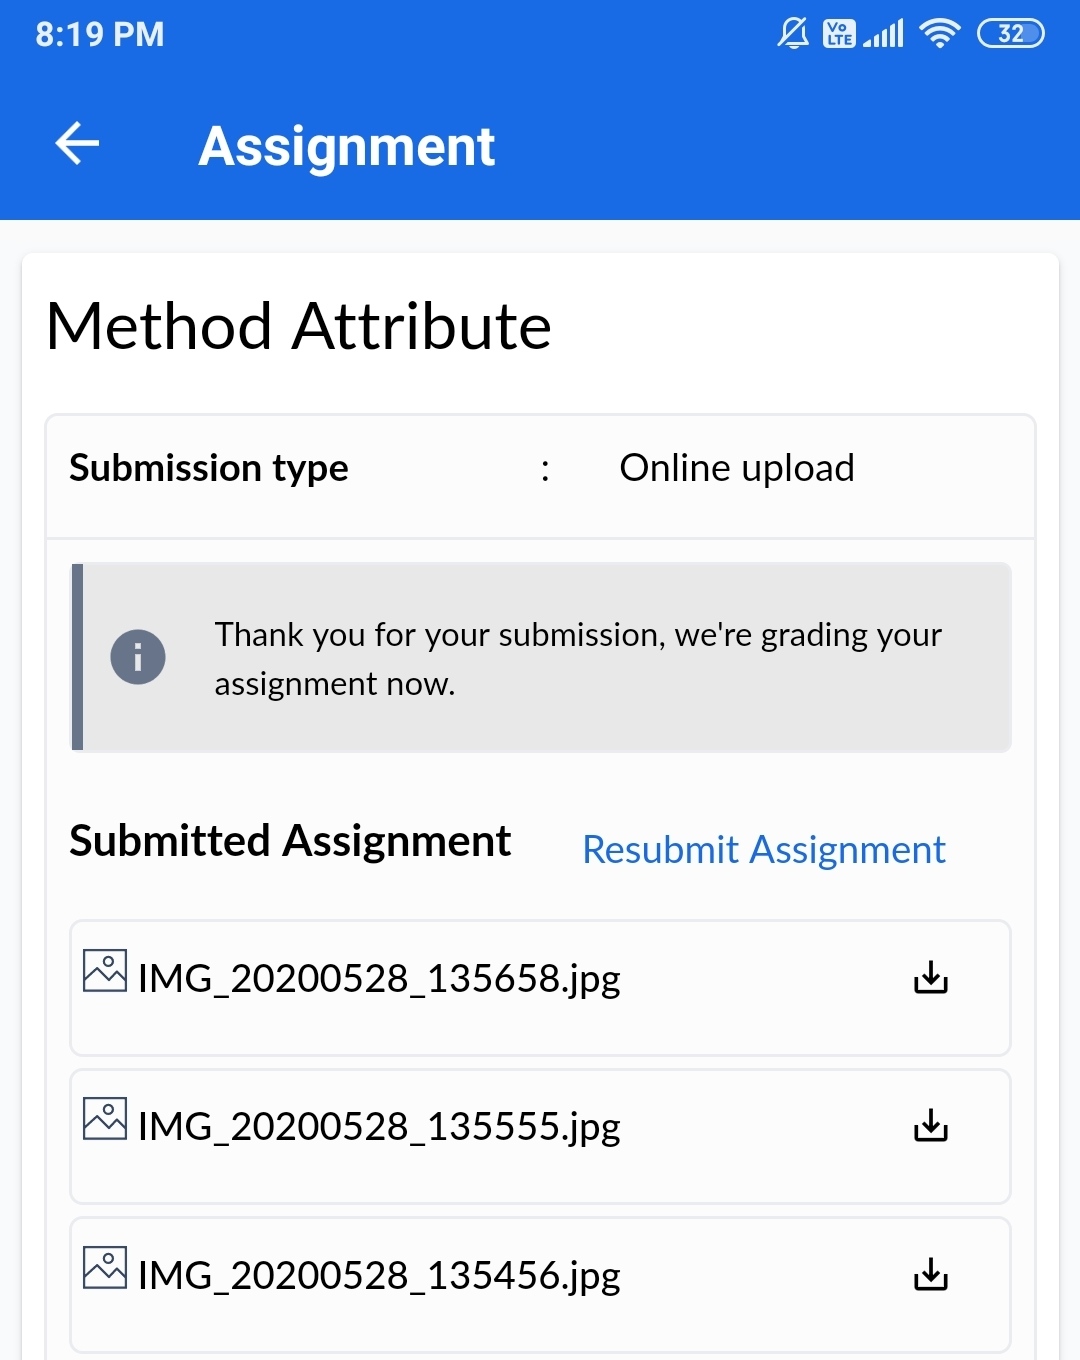 8:19 PM
Vo
LTE
32
Assignment
Method Attribute
Submission type : Online upload
Thank you for your submission, we're grading your
assignment now.
Submitted Assignment
Resubmit Assignment
IMG_20200528_135658.jpg
IMG_20200528_135555.jpg
IMG_20200528_135456.jpg